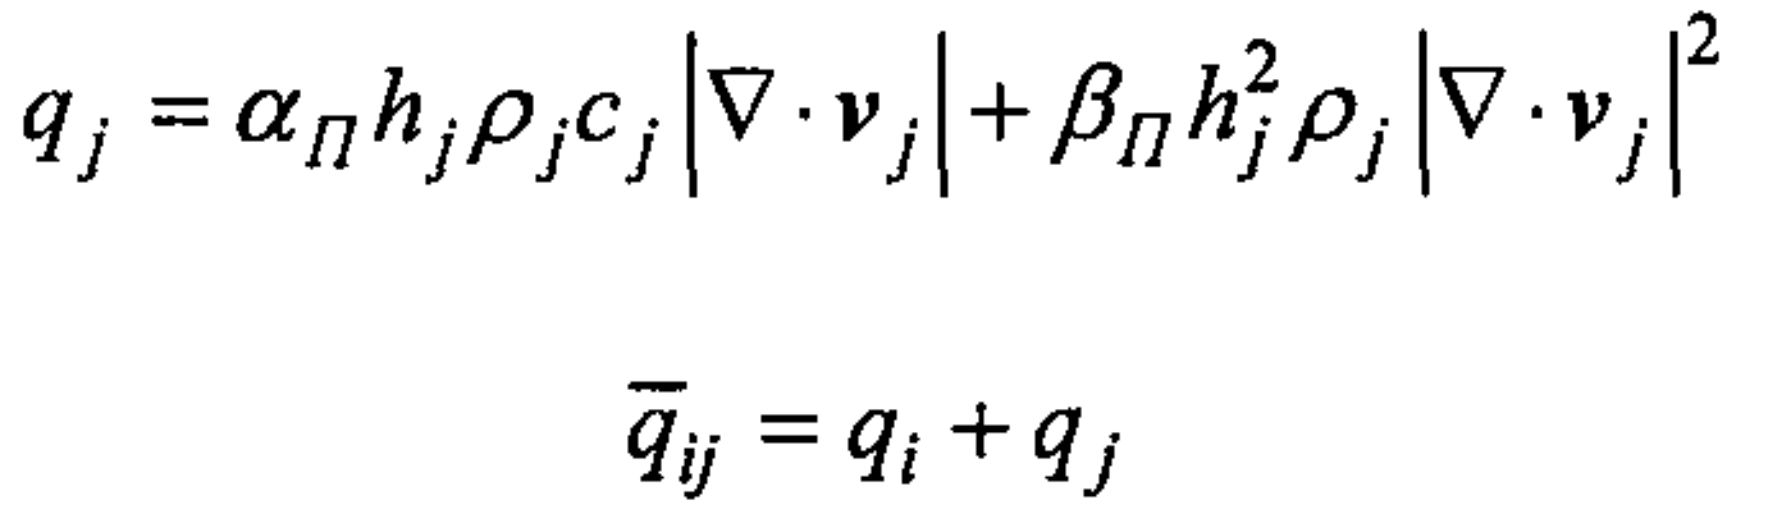 q_j = α_Π h_j ρ_j c_j |∇ · v_j| + β_Π h_j^2 ρ_j |∇ · v_j|^2
q̅_ij = q_i + q_j